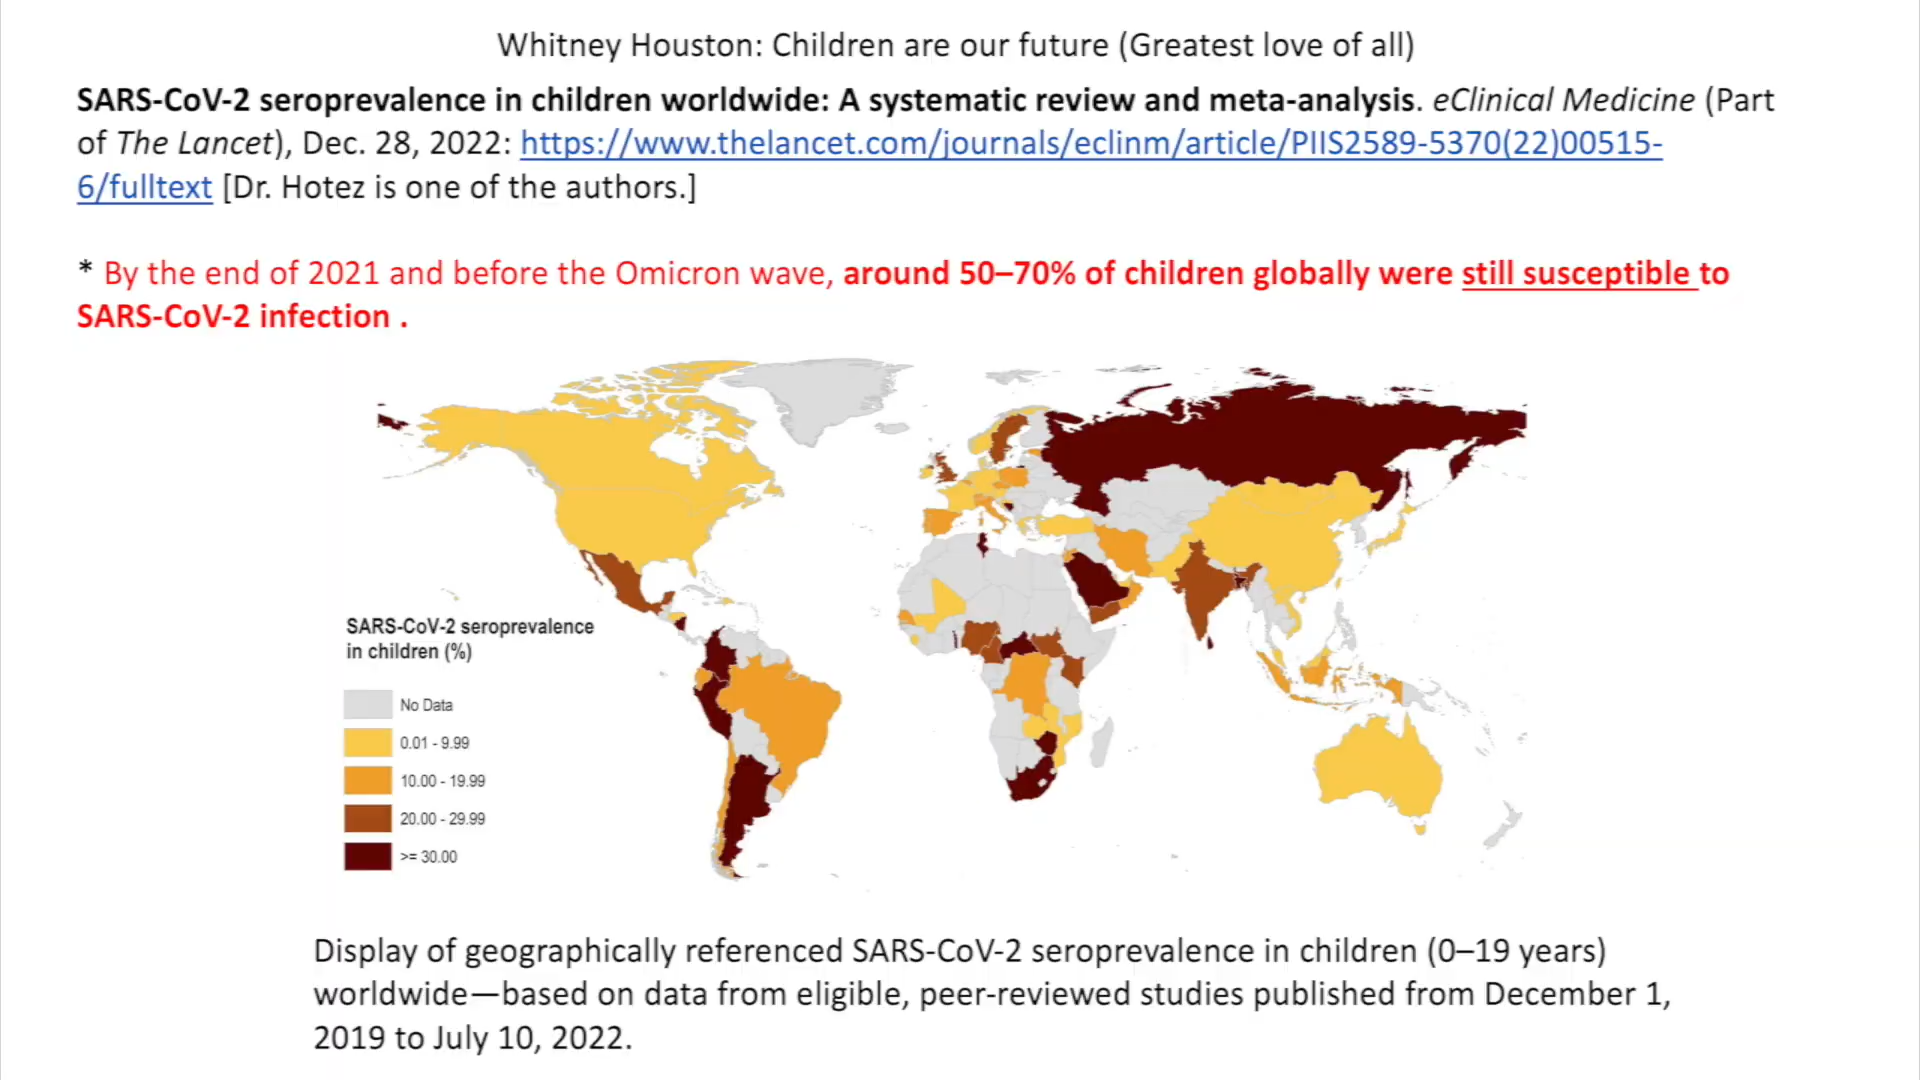 Whitney Houston: Children are our future (Greatest love of all)
SARS-CoV-2 seroprevalence in children worldwide: A systematic review and meta-analysis. eClinical Medicine (Part
of The Lancet), Dec. 28, 2022: https://www.thelancet.com/journals/eclinm/article/PIIS2589-5370(22)00515-
6/fulltext [Dr. Hotez is one of the authors.]
* By the end of 2021 and before the Omicron wave, around 50–70% of children globally were still susceptible to
SARS-CoV-2 infection .
SARS-CoV-2 seroprevalence
in children (%)
No Data
0.01 - 9.99
10.00 - 19.99
20.00 - 29.99
>= 30.00
Display of geographically referenced SARS-CoV-2 seroprevalence in children (0–19 years)
worldwide—based on data from eligible, peer-reviewed studies published from December 1,
2019 to July 10, 2022.